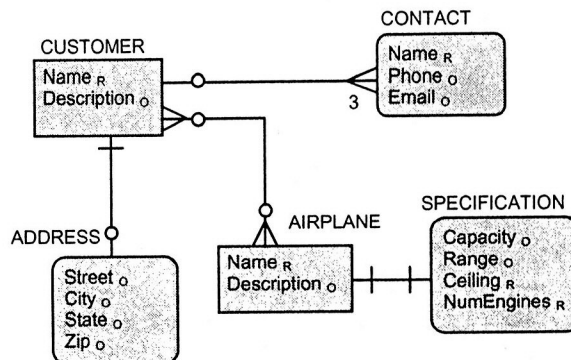 CONTACT
Name R
Phone O
Email O
3
CUSTOMER
Name R
Description O
ADDRESS
Street O
City O
State O
Zip O
AIRPLANE
Name R
Description O
SPECIFICATION
Capacity O
Range O
Ceiling R
NumEngines R